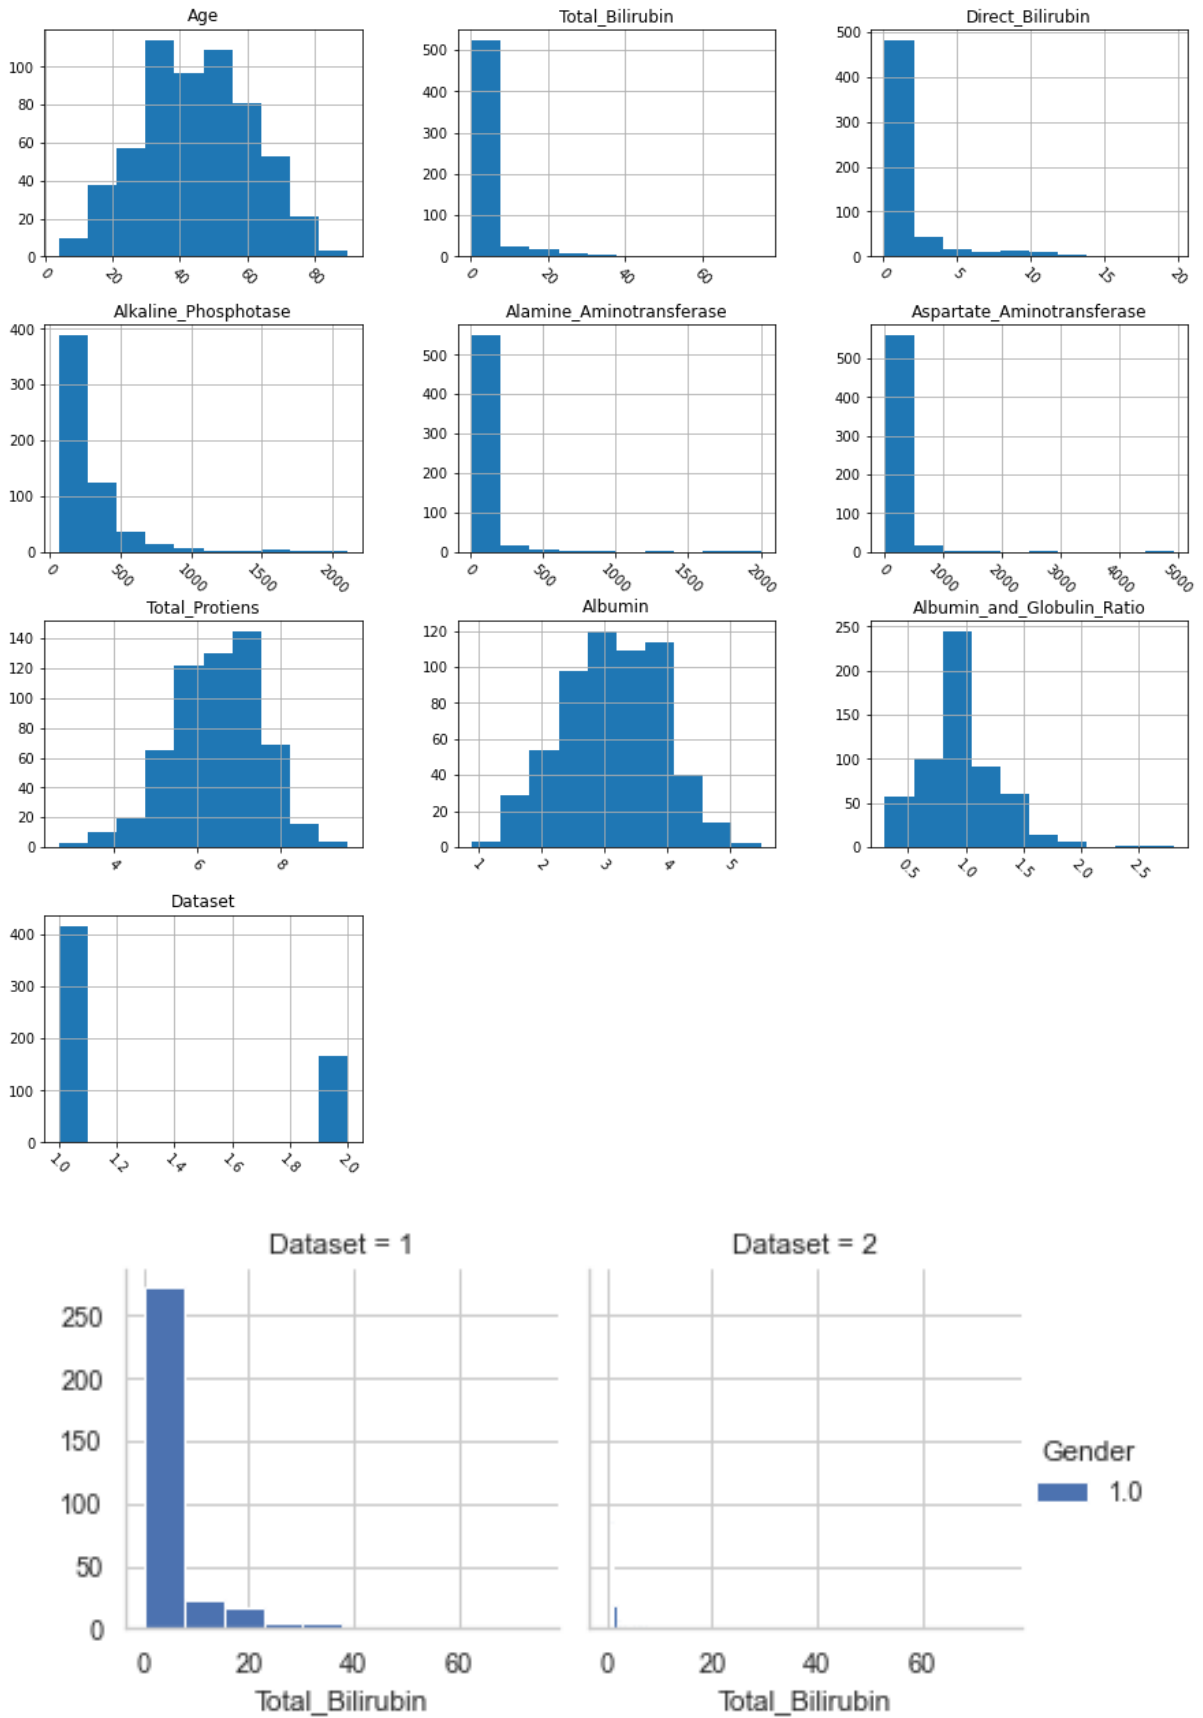 Age
Total_Bilirubin
Direct_Bilirubin
100
80
60
40
20
0
0 20 40 60 80
500
400
300
200
100
0
0 20 40 60
500
400
300
200
100
0
0 5 10 15 20
Alkaline_Phosphotase
Alamine_Aminotransferase
Aspartate_Aminotransferase
400
300
200
100
0
0 500 1000 1500 2000
500
400
300
200
100
0
0 500 1000 1500 2000
500
400
300
200
100
0
0 1000 2000 3000 4000 5000
Total_Protiens
Albumin
Albumin_and_Globulin_Ratio
140
120
100
80
60
40
20
0
4 6 8
120
100
80
60
40
20
0
1 2 3 4 5
250
200
150
100
50
0
0.5 1.0 1.5 2.0 2.5
Dataset
400
300
200
100
0
1.0 1.2 1.4 1.6 1.8 2.0
Dataset = 1
Dataset = 2
250
200
150
100
50
0
0 20 40 60
Total_Bilirubin
0 20 40 60
Total_Bilirubin
Gender
1.0